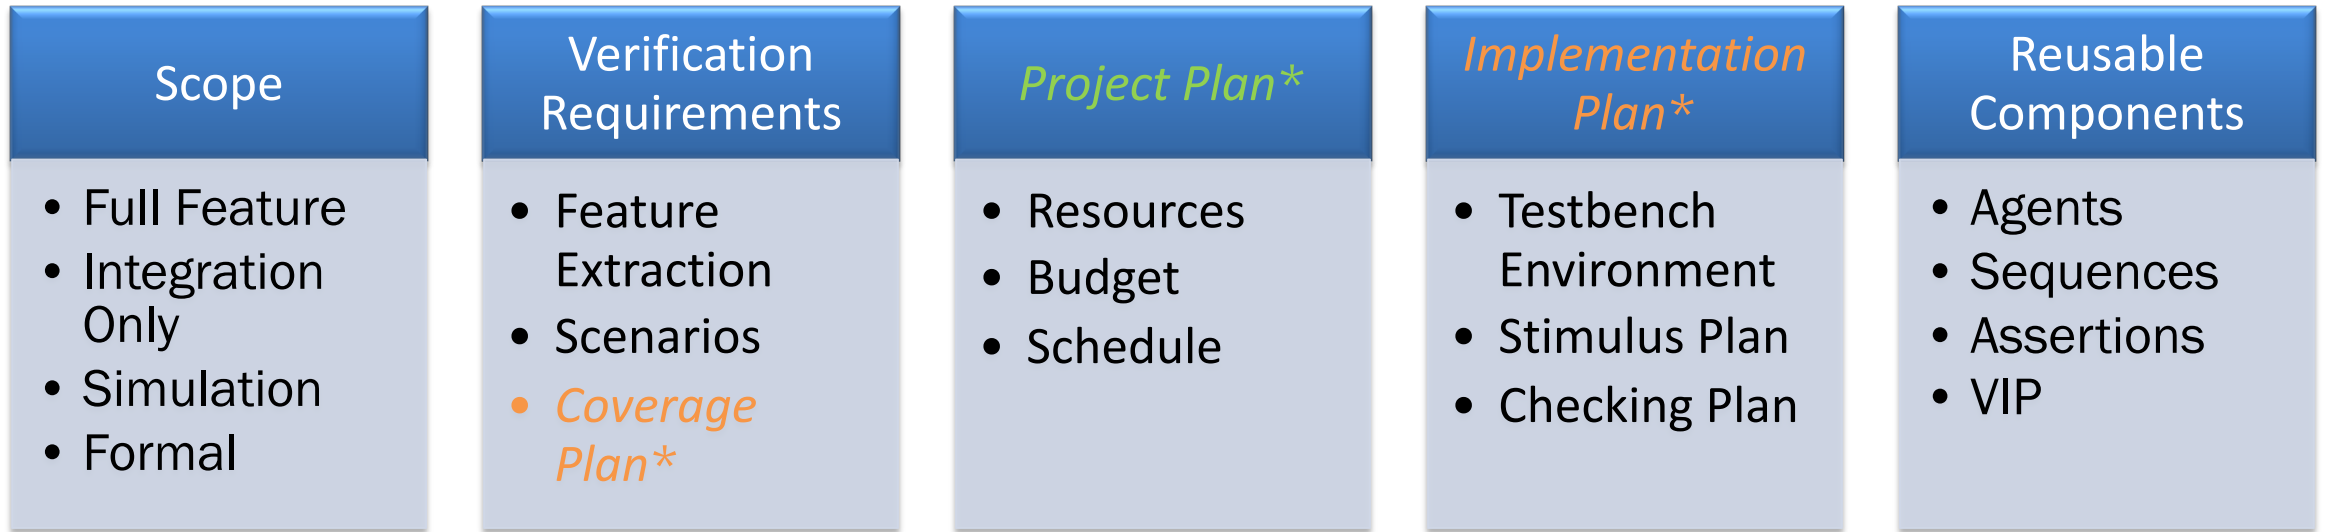 Scope
• Full Feature
• Integration
Only
• Simulation
• Formal
Verification
Requirements
• Feature
Extraction
• Scenarios
• Coverage
Plan*
Project Plan*
• Resources
• Budget
• Schedule
Implementation
Plan*
• Testbench
Environment
• Stimulus Plan
• Checking Plan
Reusable
Components
• Agents
• Sequences
• Assertions
• VIP